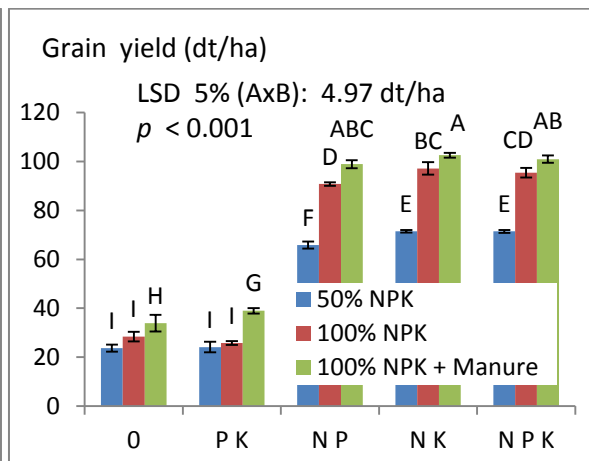 Grain yield (dt/ha)
LSD 5% (AxB): 4.97 dt/ha
p < 0.001
120
100
80
60
40
20
0
I I H
I I G
F D ABC
E BC A
E CD AB
50% NPK
100% NPK
100% NPK + Manure
0 P K N P N K N P K